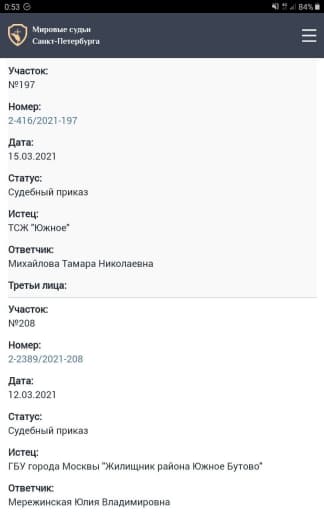 0:53
84%
Мировые судьи
Санкт-Петербурга
Участок:
№197
Номер:
2-416/2021-197
Дата:
15.03.2021
Статус:
Судебный приказ
Истец:
ТСЖ "Южное"
Ответчик:
Михайлова Тамара Николаевна
Третьи лица:
Участок:
№208
Номер:
2-2389/2021-208
Дата:
12.03.2021
Статус:
Судебный приказ
Истец:
ГБУ города Москвы "Жилищник района Южное Бутово"
Ответчик:
Мережинская Юлия Владимировна